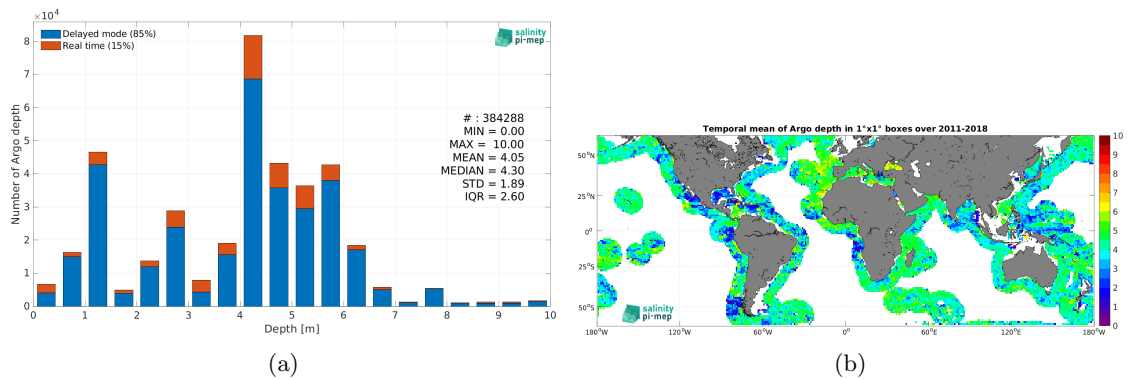 ×10⁴
9
8
7
6
5
4
3
2
1
0
Number of Argo depth
Delayed mode (85%)
Real time (15%)
salinity
pi-mep
# : 384288
MIN = 0.00
MAX = 10.00
MEAN = 4.05
MEDIAN = 4.30
STD = 1.89
IQR = 2.60
0 1 2 3 4 5 6 7 8 9 10
Depth [m]
(a)
Temporal mean of Argo depth in 1°x1° boxes over 2011-2018
50°N
25°N
0°
25°S
50°S
salinity
pi-mep
180°W 120°W 60°W 0° 60°E 120°E 180°E
10
9
8
7
6
5
4
3
2
1
0
(b)